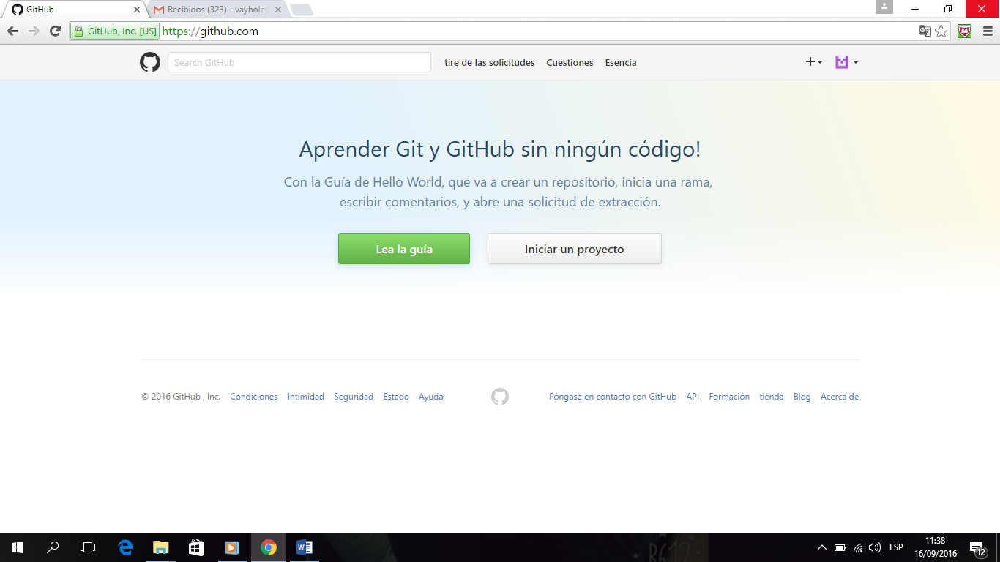 GitHub
Recibidos (323) - vayholet
GitHub, Inc. [US] https://github.com
Search GitHub
tire de las solicitudes Cuestiones Esencia
Aprender Git y GitHub sin ningún código!
Con la Guía de Hello World, que va a crear un repositorio, inicia una rama,
escribir comentarios, y abre una solicitud de extracción.
Lea la guía Iniciar un proyecto
© 2016 GitHub , Inc. Condiciones Intimidad Seguridad Estado Ayuda Póngase en contacto con GitHub API Formación tienda Blog Acerca de
ESP
11:38
16/09/2016
12